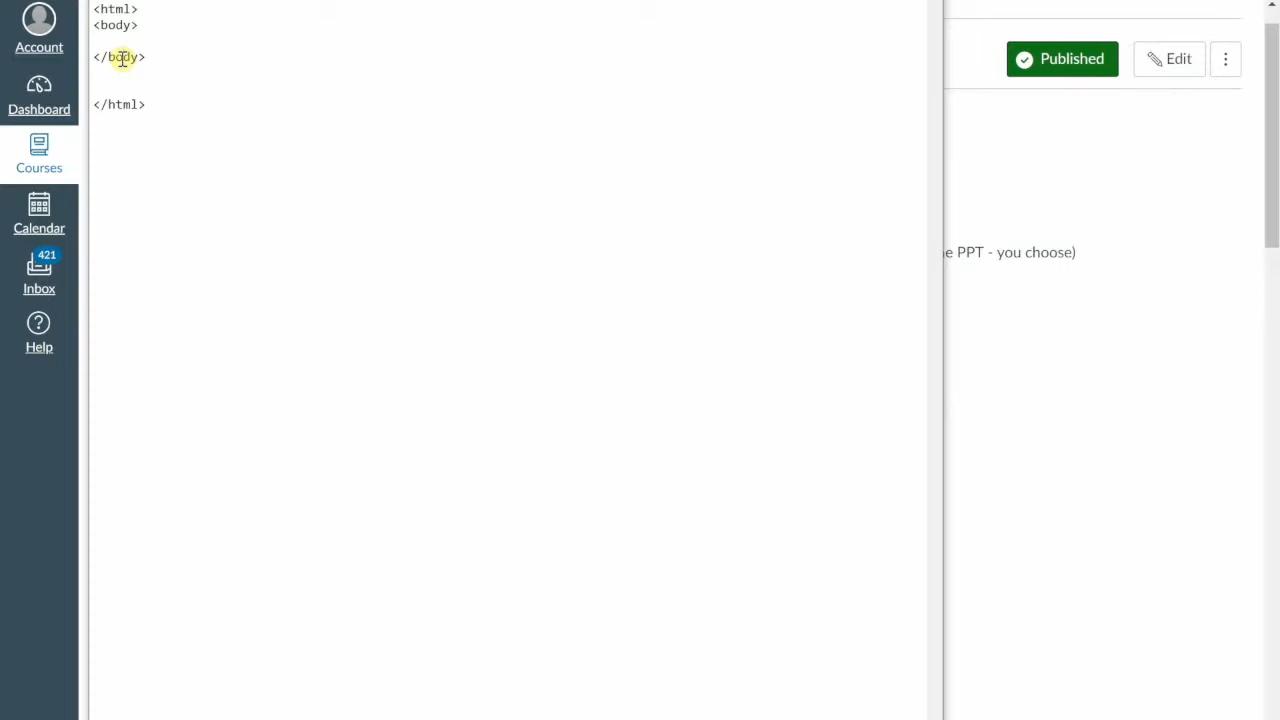 Account
Dashboard
Courses
Calendar
421
Inbox
Help
<html>
<body>
</body>
</html>
Published
Edit
PPT - you choose)